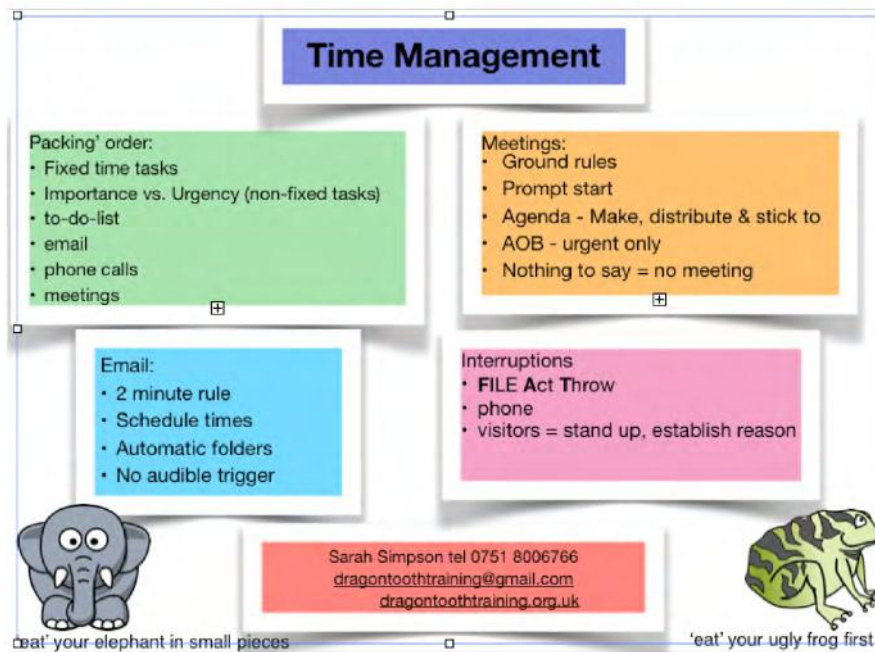 Time Management
Packing’ order:
• Fixed time tasks
• Importance vs. Urgency (non-fixed tasks)
• to-do-list
• email
• phone calls
• meetings
Meetings:
• Ground rules
• Prompt start
• Agenda - Make, distribute & stick to
• AOB - urgent only
• Nothing to say = no meeting
Email:
• 2 minute rule
• Schedule times
• Automatic folders
• No audible trigger
Interruptions
• FILE Act Throw
• phone
• visitors = stand up, establish reason
Sarah Simpson tel 0751 8006766
dragontoothtraining@gmail.com
dragontoothtraining.org.uk
‘eat’ your elephant in small pieces
‘eat’ your ugly frog first